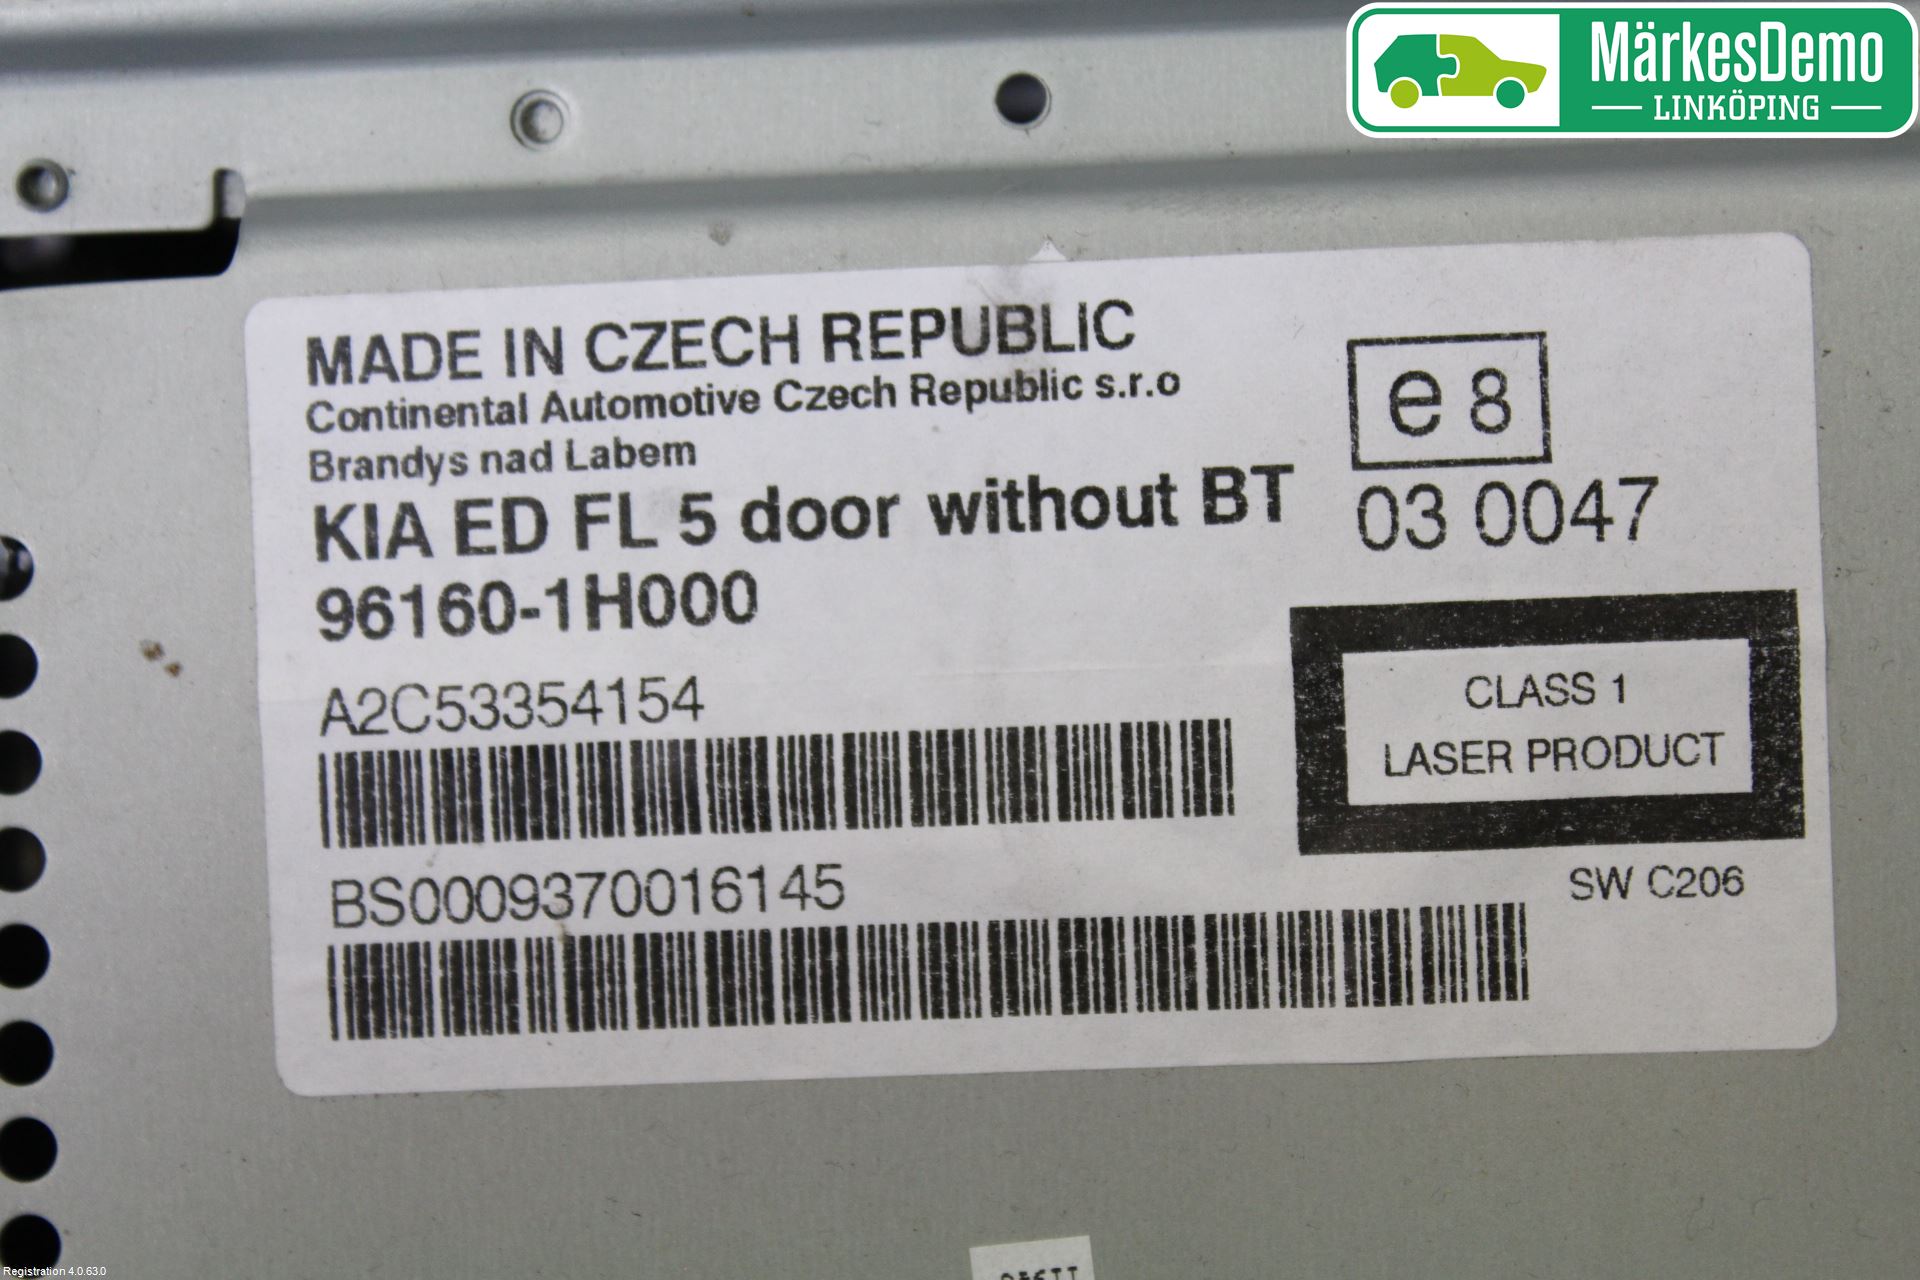 MärkesDemo
LINKÖPING
MADE IN CZECH REPUBLIC
Continental Automotive Czech Republic s.r.o
Brandys nad Labem
KIA ED FL 5 door without BT
96160-1H000
e8
03 0047
A2C53354154
CLASS 1
LASER PRODUCT
BS0009370016145
SW C206
Registration 4.0.63.0